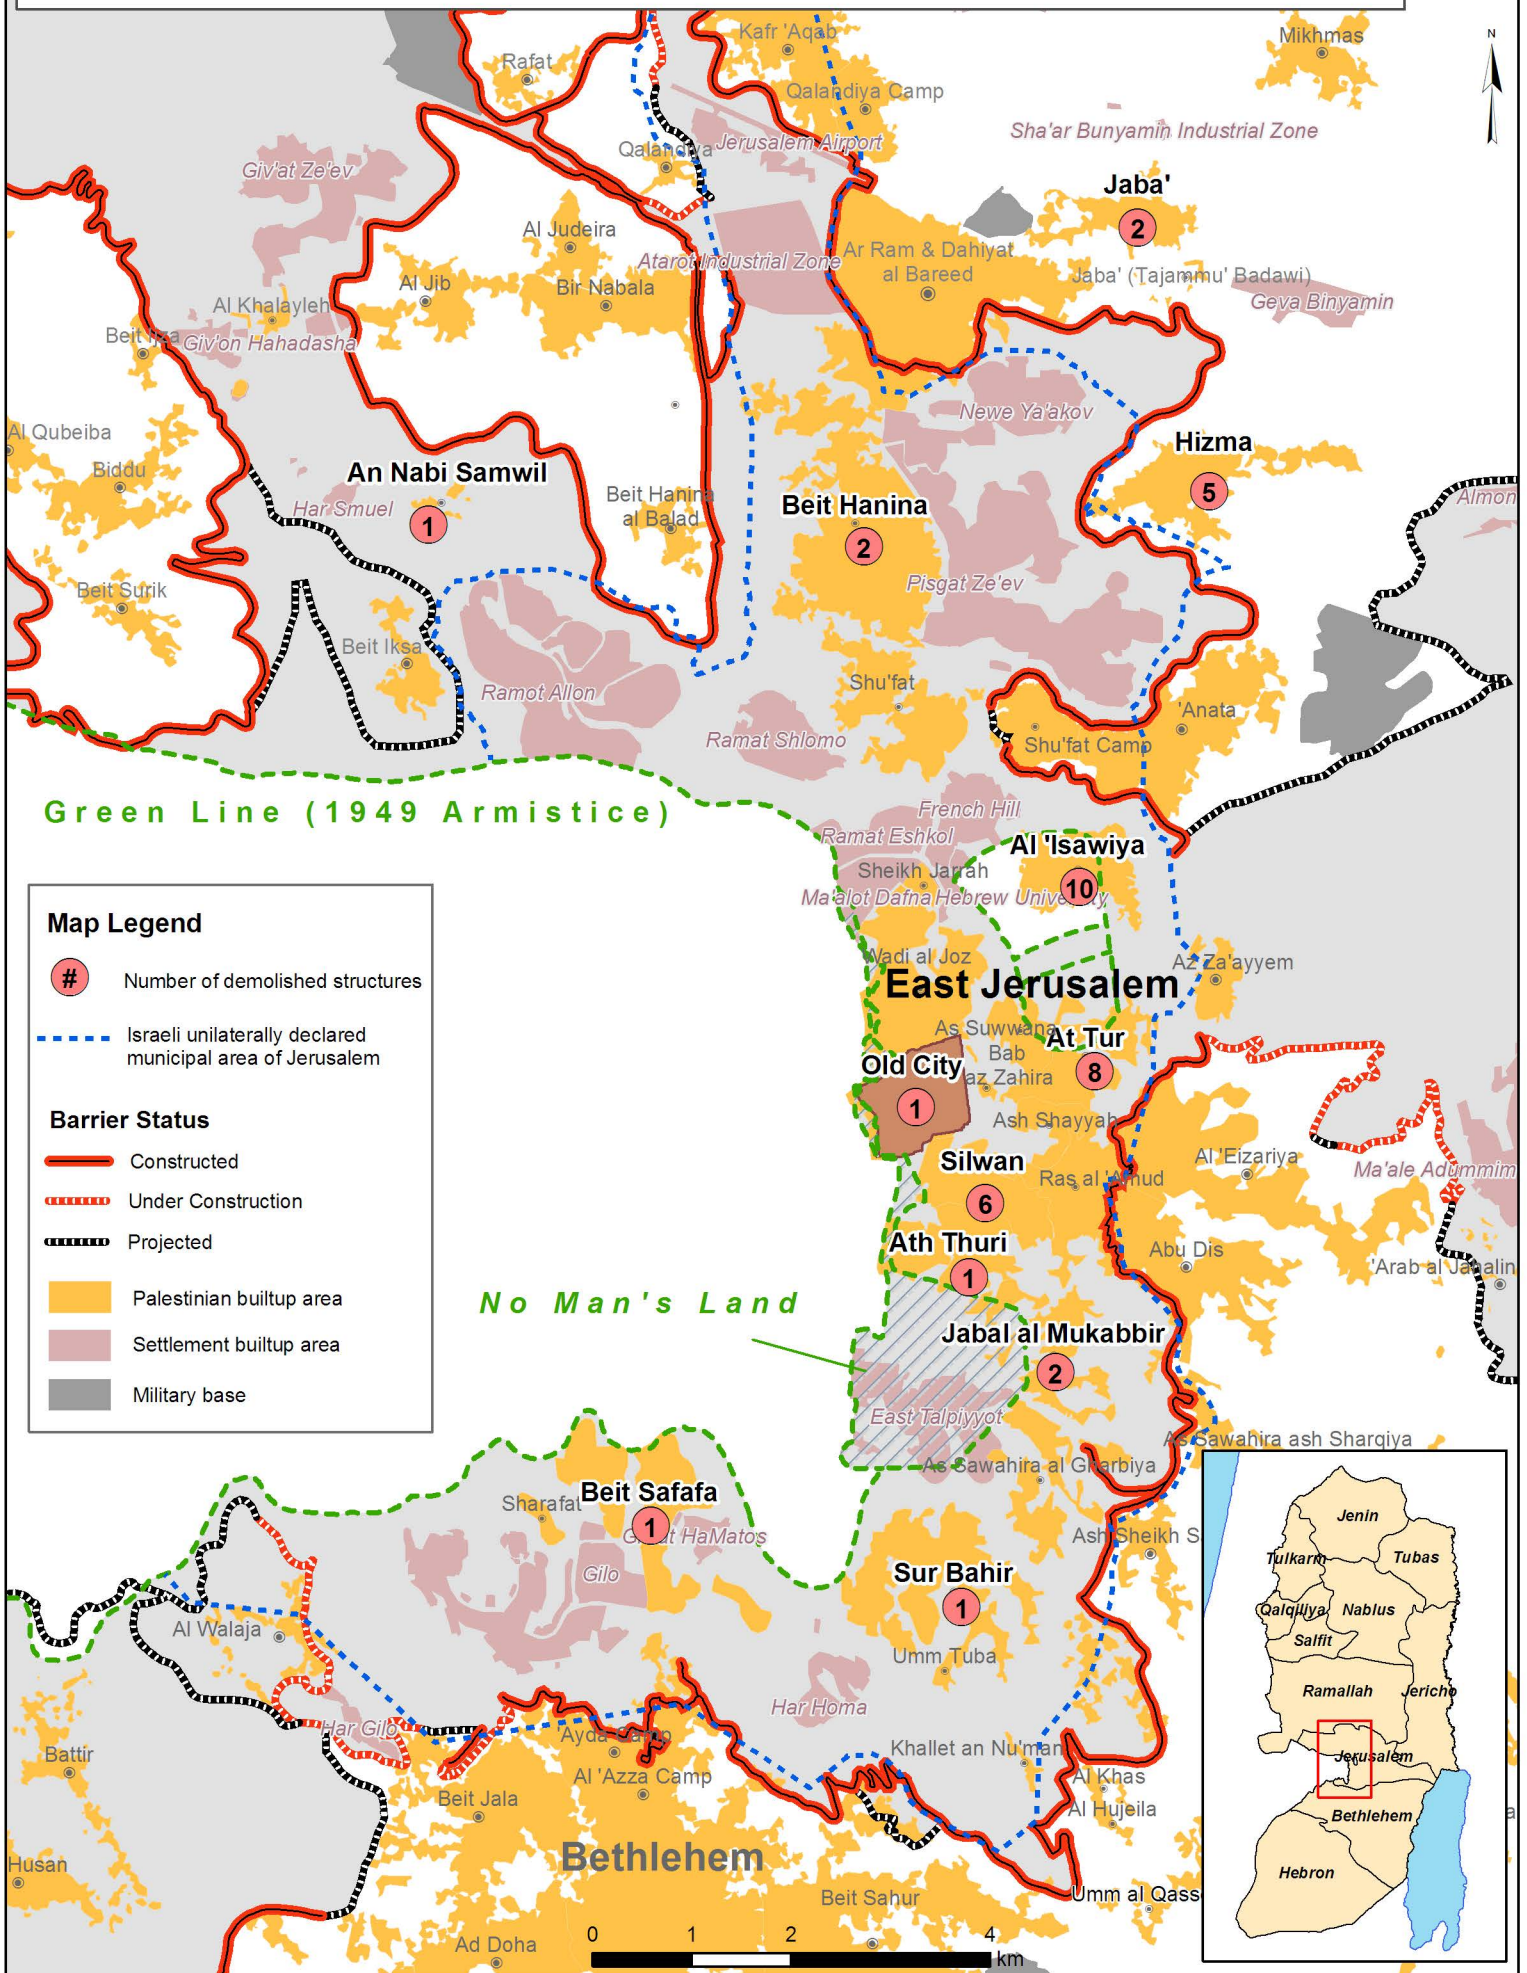 Kafr 'Aqab
Mikhmas
N
Rafat
Qalandiya Camp
Sha'ar Bunyamin Industrial Zone
Jerusalem Airport
Qalandiya
Giv'at Ze'ev
Jaba'
2
Al Judeira
Ar Ram & Dahiyat
al Bareed
Atarot Industrial Zone
Jaba' (Tajammu' Badawi)
Al Jib
Bir Nabala
Geva Binyamin
Al Khalayleh
Beit Ijza
Giv'on Hahadasha
Newe Ya'akov
Al Qubeiba
Hizma
5
Biddu
An Nabi Samwil
1
Beit Hanina
al Balad
Almon
Har Smuel
Beit Hanina
2
Pisgat Ze'ev
Beit Surik
Beit Iksa
Ramot Allon
Shu'fat
'Anata
Ramat Shlomo
Shu'fat Camp
Green Line (1949 Armistice)
French Hill
Ramat Eshkol
Al 'Isawiya
10
Sheikh Jarrah
Ma'alot Dafna
Hebrew University
Wadi al Joz
Az Za'ayyem
East Jerusalem
As Suwwana
At Tur
8
Bab
az Zahira
Old City
1
Ash Shayyah
Silwan
6
Ras al 'Amud
Al 'Eizariya
Ma'ale Adummim
Ath Thuri
1
Abu Dis
'Arab al Jahalin
No Man's Land
Jabal al Mukabbir
2
East Talpiyyot
As Sawahira ash Sharqiya
As Sawahira al Gharbiya
Map Legend
# Number of demolished structures
Israeli unilaterally declared
municipal area of Jerusalem
Barrier Status
Constructed
Under Construction
Projected
Palestinian builtup area
Settlement builtup area
Military base
Beit Safafa
1
Sharafat
Giv'at HaMatos
Ash Sheikh S
Gilo
Sur Bahir
1
Al Walaja
Umm Tuba
Har Homa
Har Gilo
Ayda Camp
Khallet an Nu'man
Battir
Al 'Azza Camp
Al Khas
Beit Jala
Al Hujeila
Bethlehem
Husan
Beit Sahur
Umm al Qass
Ad Doha
0 1 2 4
km
Jenin
Tulkarm
Tubas
Qalqiliya
Nablus
Salfit
Ramallah
Jericho
Jerusalem
Bethlehem
Hebron